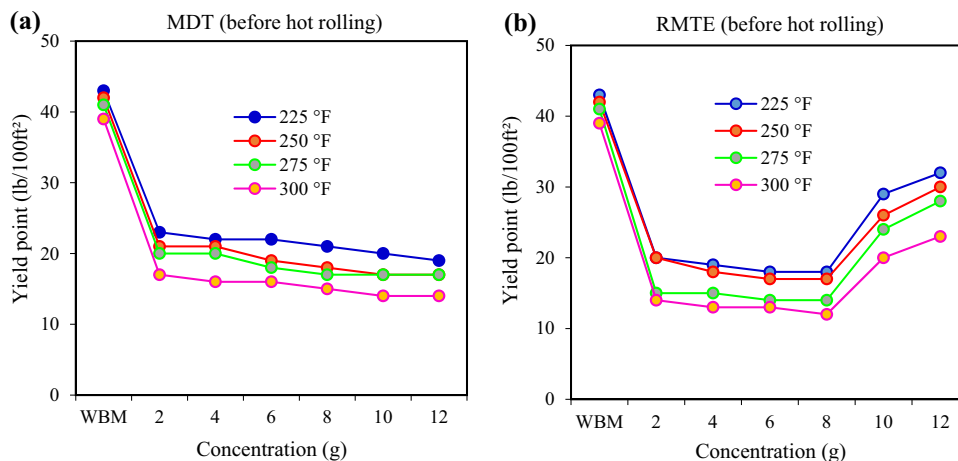 (a)
MDT (before hot rolling)
50
40
30
20
10
0
Yield point (lb/100ft²)
225 °F
250 °F
275 °F
300 °F
WBM 2 4 6 8 10 12
Concentration (g)
(b)
RMTE (before hot rolling)
50
40
30
20
10
0
Yield point (lb/100ft²)
225 °F
250 °F
275 °F
300 °F
WBM 2 4 6 8 10 12
Concentration (g)